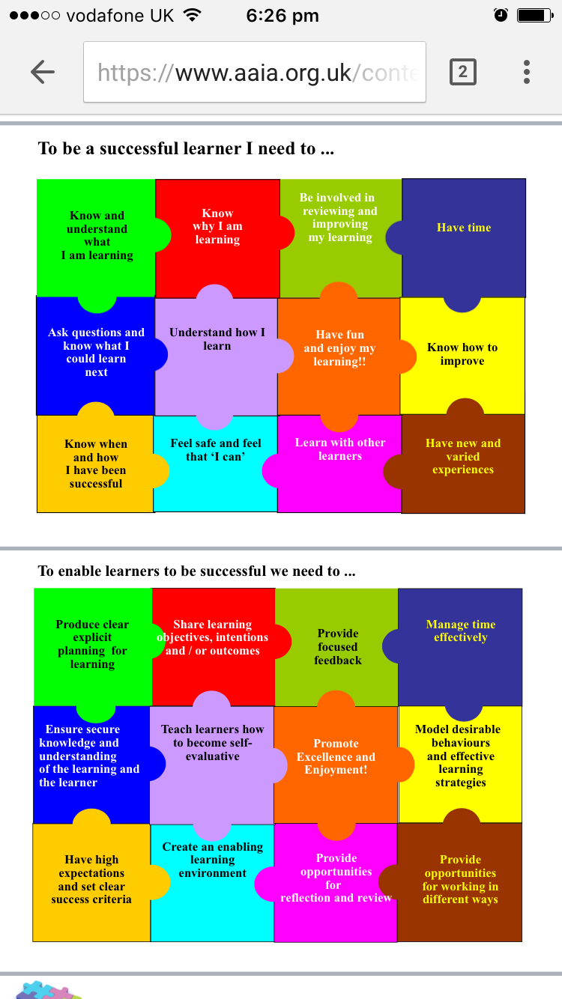 vodafone UK
6:26 pm
https://www.aaia.org.uk/conte
2
To be a successful learner I need to ...
Know and
understand
what
I am learning
Know
why I am
learning
Be involved in
reviewing and
improving
my learning
Have time
Ask questions and
know what I
could learn
next
Understand how I
learn
Have fun
and enjoy my
learning!!
Know how to
improve
Know when
and how
I have been
successful
Feel safe and feel
that ‘I can’
Learn with other
learners
Have new and
varied
experiences
To enable learners to be successful we need to ...
Produce clear
explicit
planning for
learning
Share learning
objectives, intentions
and / or outcomes
Provide
focused
feedback
Manage time
effectively
Ensure secure
knowledge and
understanding
of the learning and
the learner
Teach learners how
to become self-
evaluative
Promote
Excellence and
Enjoyment!
Model desirable
behaviours
and effective
learning
strategies
Have high
expectations
and set clear
success criteria
Create an enabling
learning
environment
Provide
opportunities
for
reflection and review
Provide
opportunities
for working in
different ways